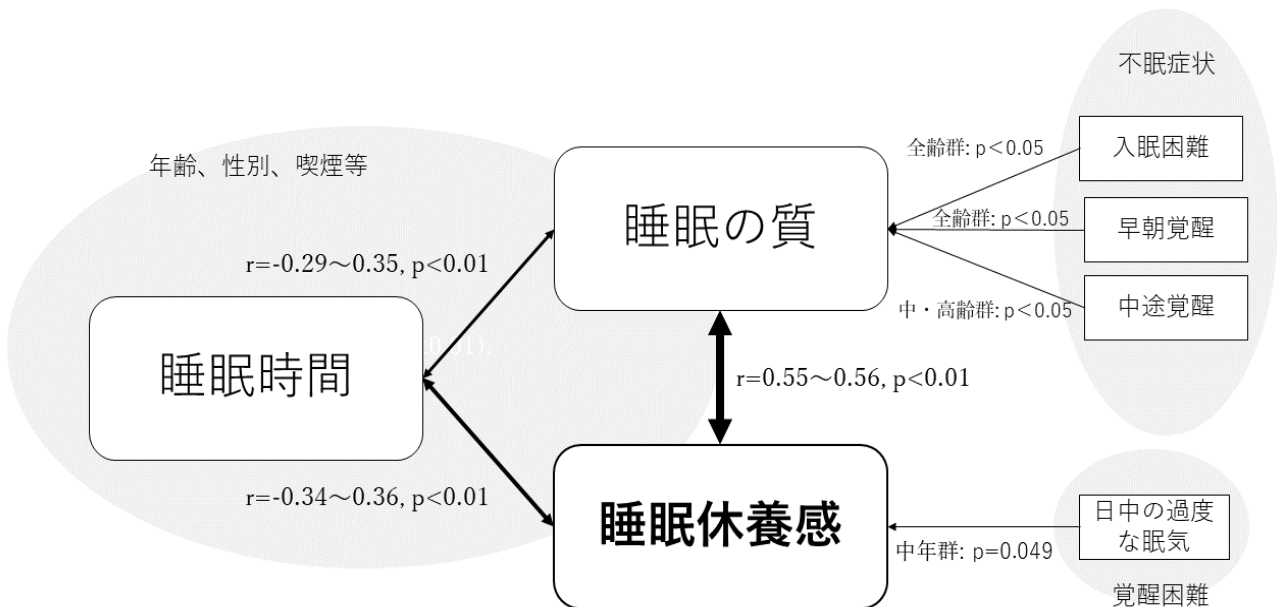 不眠症状
入眠困難
全齢群: p<0.05
年齢、性別、喫煙等
睡眠の質
全齢群: p<0.05
早朝覚醒
r=-0.29～0.35, p<0.01
中途覚醒
中・高齢群: p<0.05
睡眠時間
0.01).
r=0.55～0.56, p<0.01
r=-0.34～0.36, p<0.01
睡眠休養感
日中の過度
な眠気
中年群: p=0.049
覚醒困難